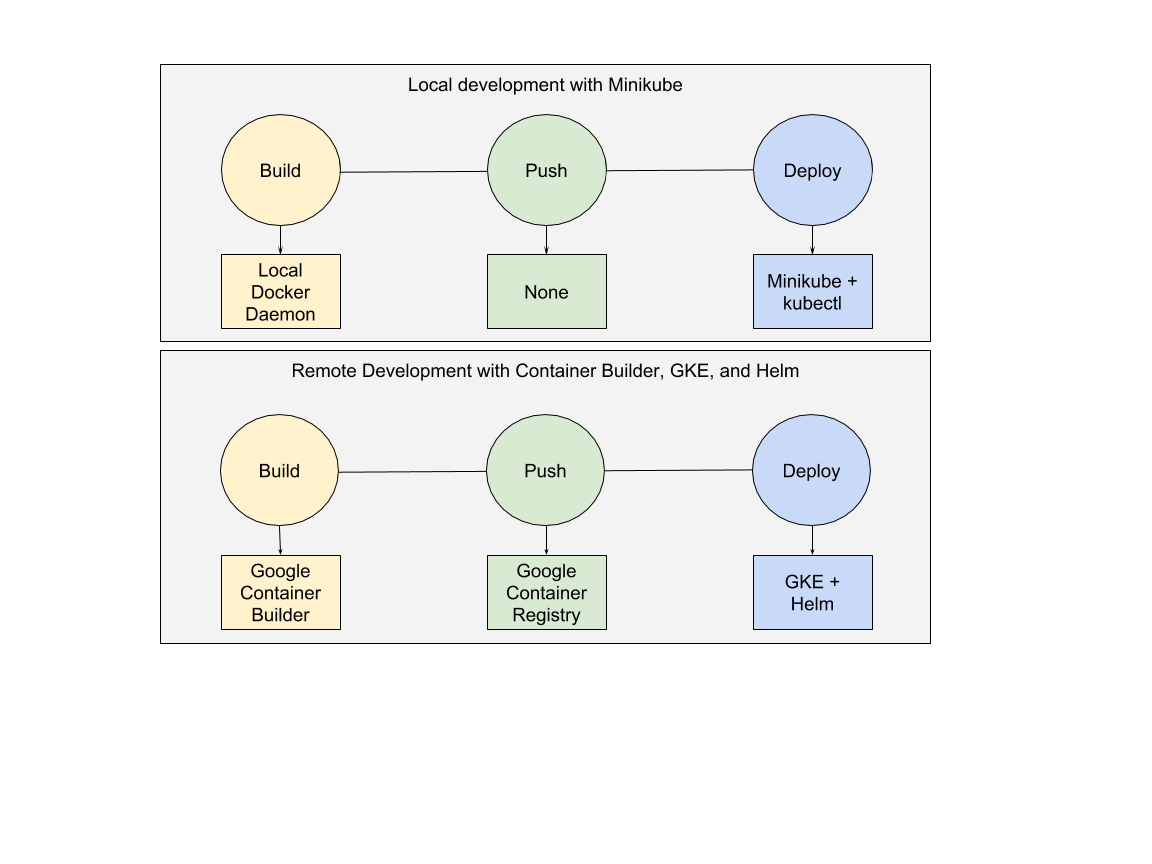 Local development with Minikube
Build
Push
Deploy
Local
Docker
Daemon
None
Minikube +
kubectl
Remote Development with Container Builder, GKE, and Helm
Build
Push
Deploy
Google
Container
Builder
Google
Container
Registry
GKE +
Helm